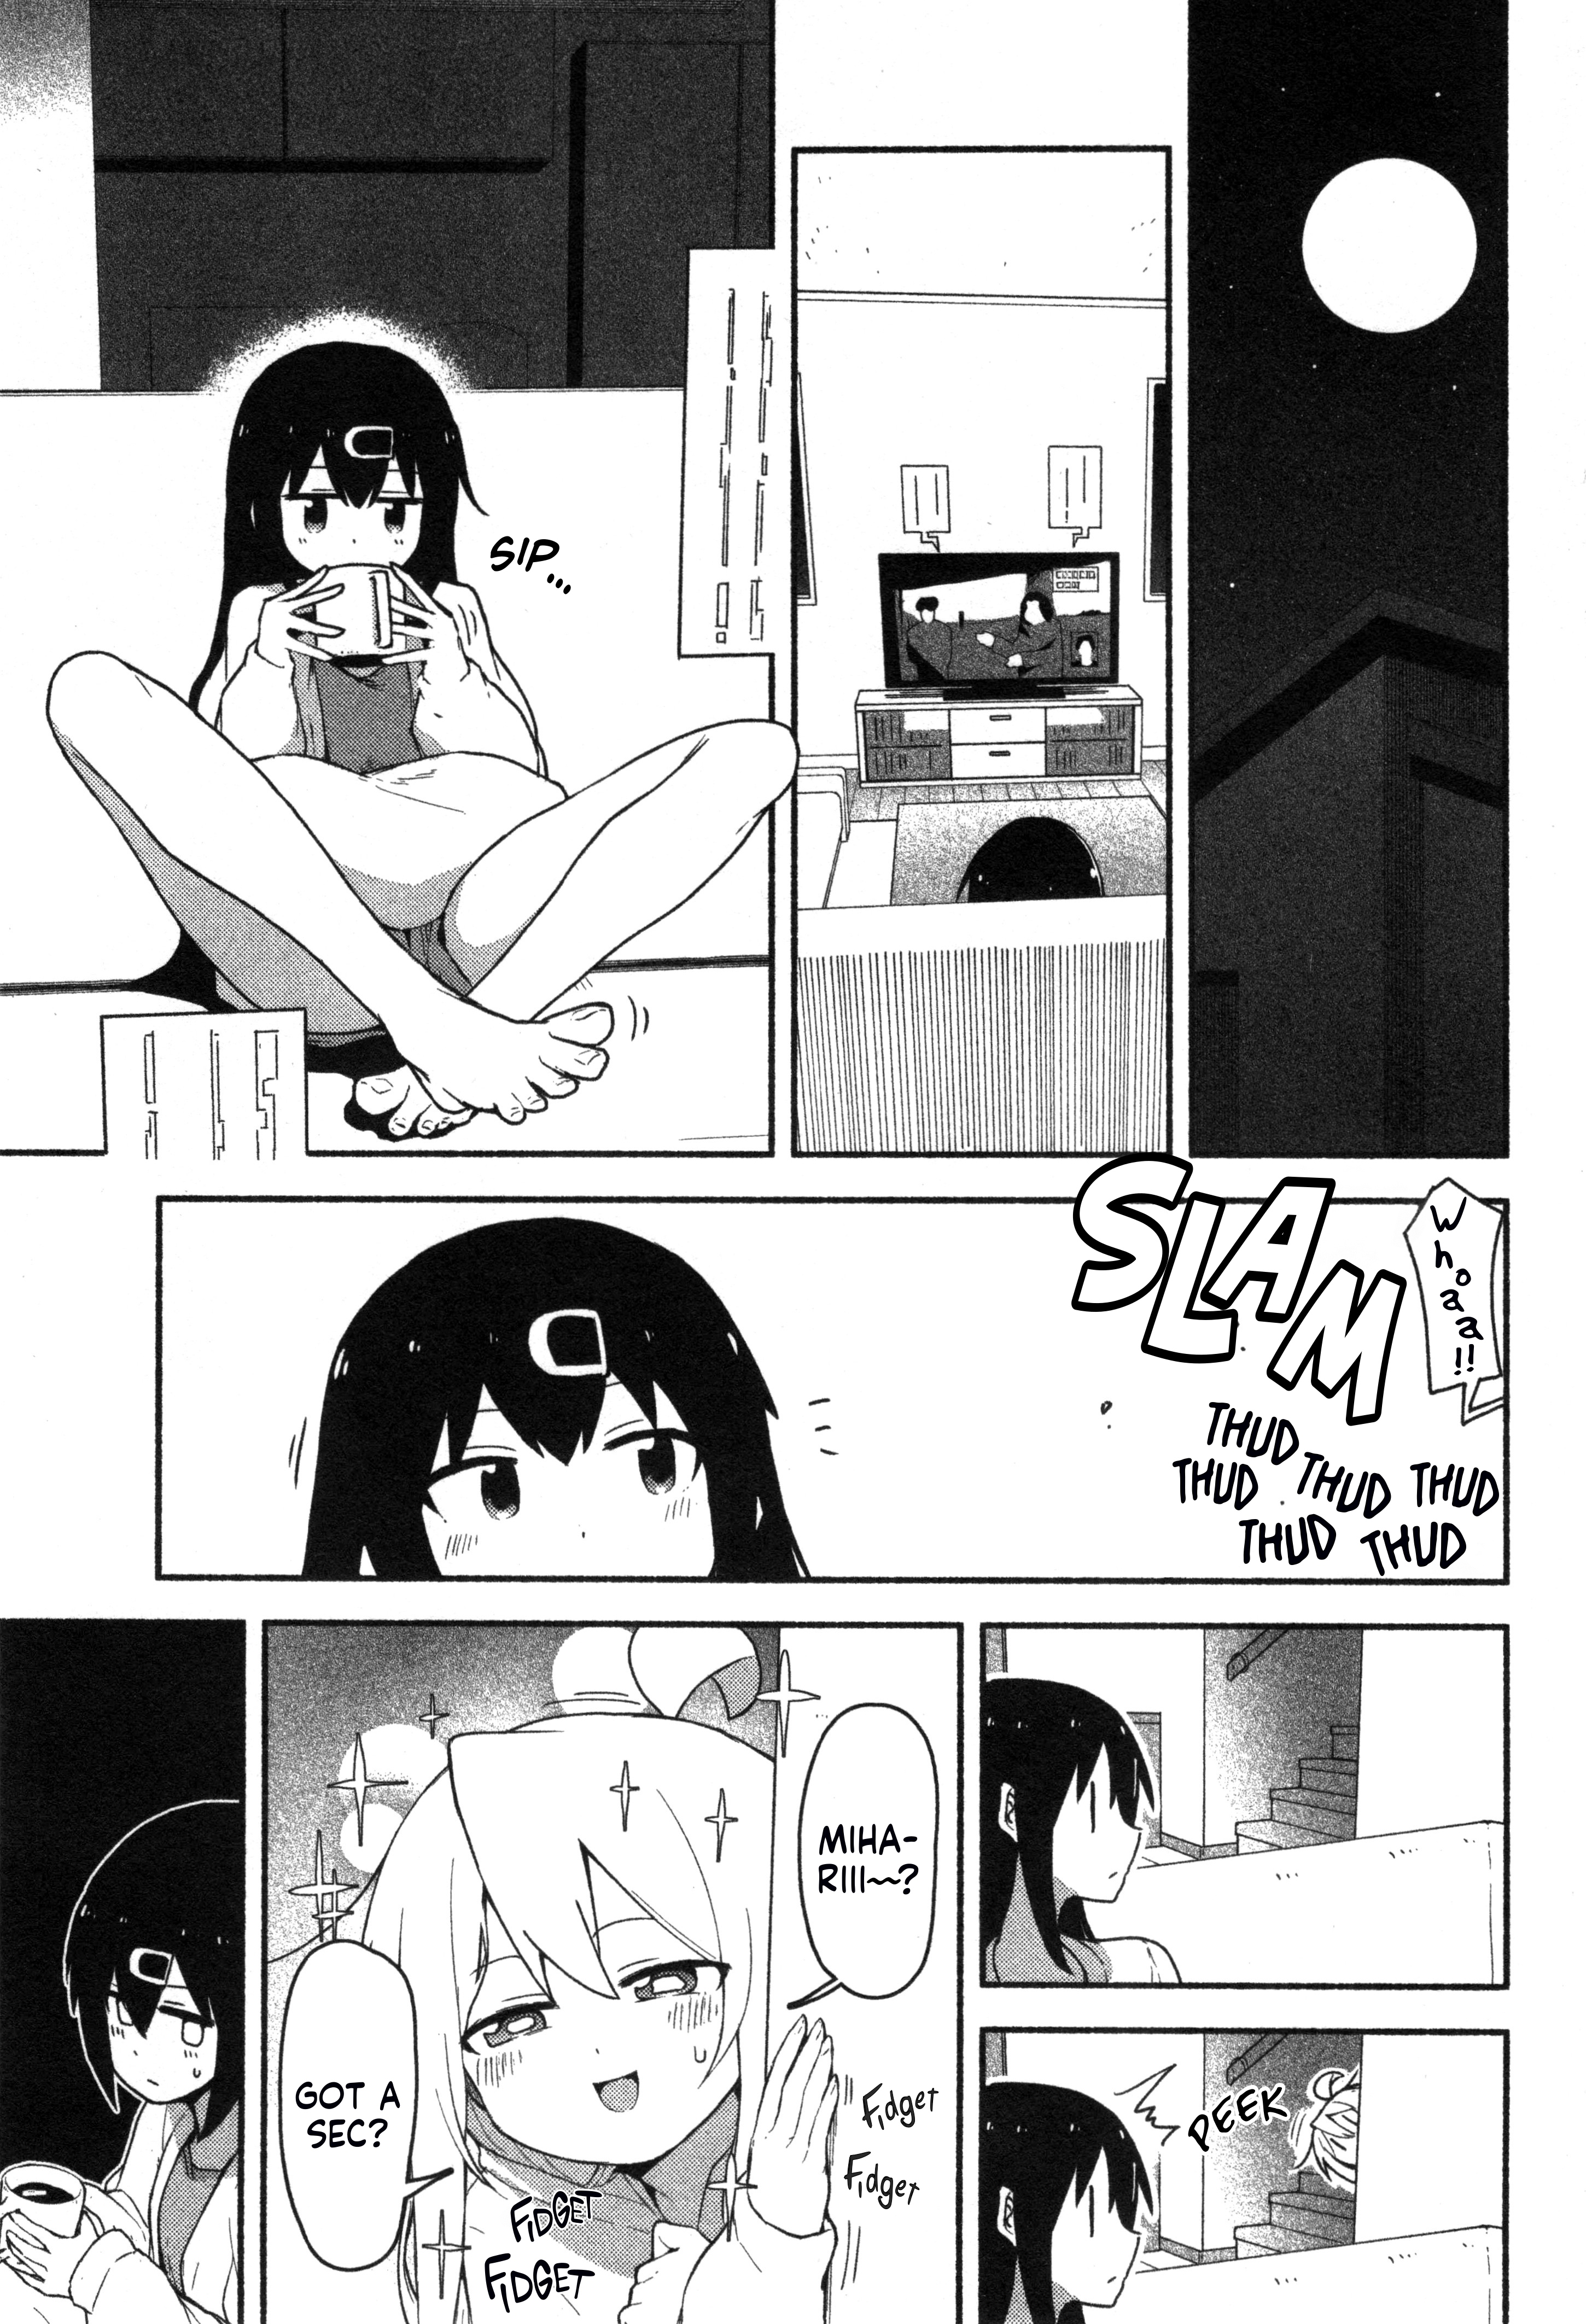 SIP...
SLAM
Whoaa!!
THUD
THUD THUD THUD
THUD THUD
MIHA-
RIII~~?
GOT A
SEC?
Fidget
Fidget
FIDGET
FIDGET
PEEK